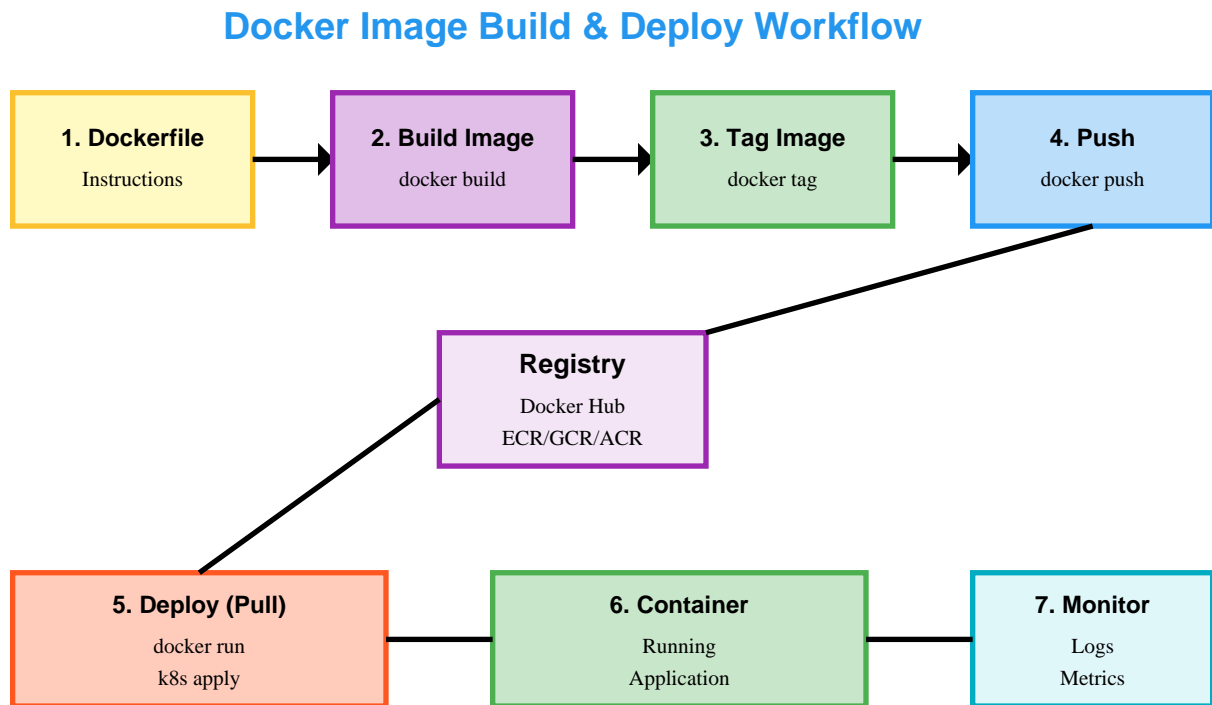 Docker Image Build & Deploy Workflow
1. Dockerfile
Instructions
2. Build Image
docker build
3. Tag Image
docker tag
4. Push
docker push
Registry
Docker Hub
ECR/GCR/ACR
5. Deploy (Pull)
docker run
k8s apply
6. Container
Running
Application
7. Monitor
Logs
Metrics